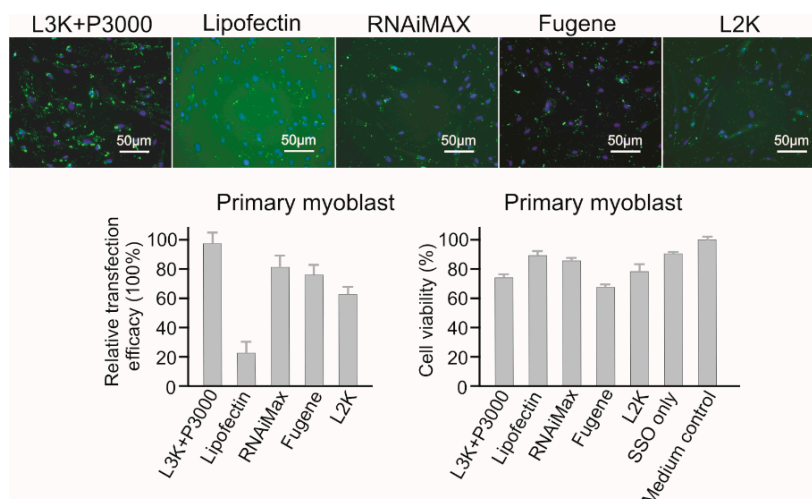 L3K+P3000 Lipofectin RNAiMAX Fugene L2K
50μm 50μm 50μm 50μm 50μm
Primary myoblast
Relative transfection
efficacy (100%)
100
80
60
40
20
0
L3K+P3000
Lipofectin
RNAiMax
Fugene
L2K
Primary myoblast
Cell viability (%)
100
80
60
40
20
0
L3K+P3000
Lipofectin
RNAiMax
Fugene
L2K
SSO only
Medium control